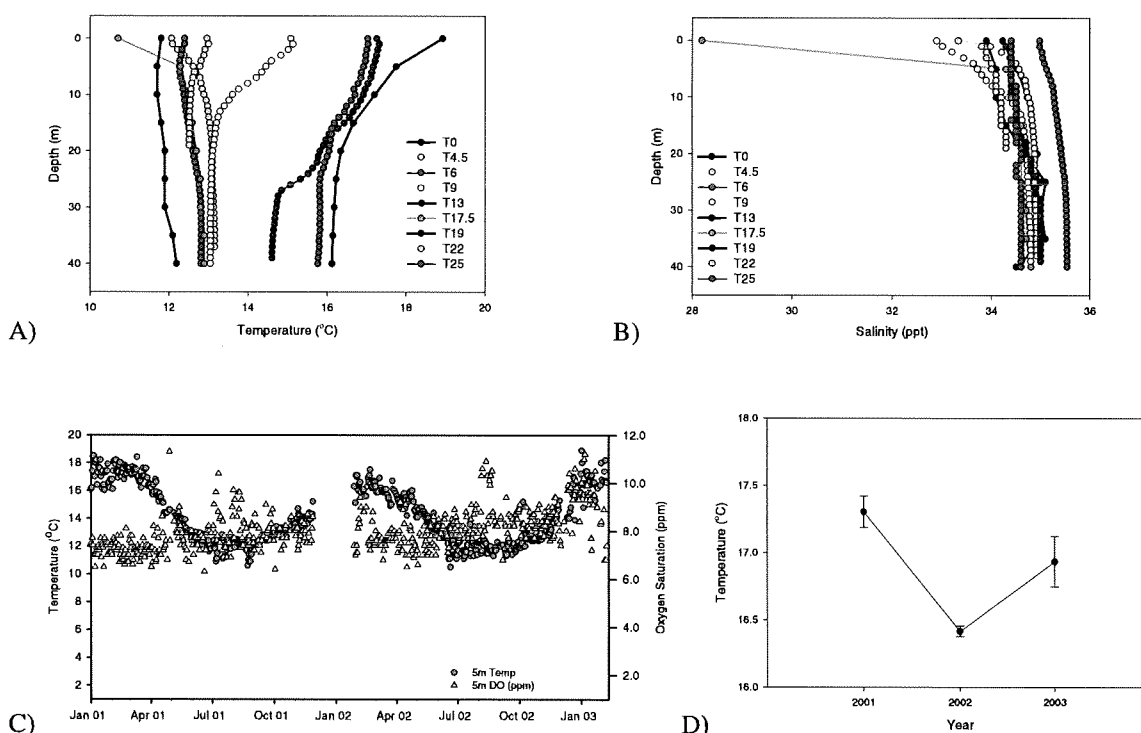 0
10
20
30
40
Depth (m)
T0
T4.5
T6
T9
T13
T17.5
T19
T22
T25
10 12 14 16 18 20
Temperature (°C)
A)
0
10
20
30
40
Depth (m)
T0
T4.5
T6
T9
T13
T17.5
T19
T22
T25
28 30 32 34 36
Salinity (ppt)
B)
20
18
16
14
12
10
8
6
4
2
Temperature (°C)
12.0
10.0
8.0
6.0
4.0
2.0
Oxygen Saturation (ppm)
5m Temp
5m DO (ppm)
Jan 01 Apr 01 Jul 01 Oct 01 Jan 02 Apr 02 Jul 02 Oct 02 Jan 03
C)
18.0
17.5
17.0
16.5
16.0
Temperature (°C)
2001 2002 2003
Year
D)